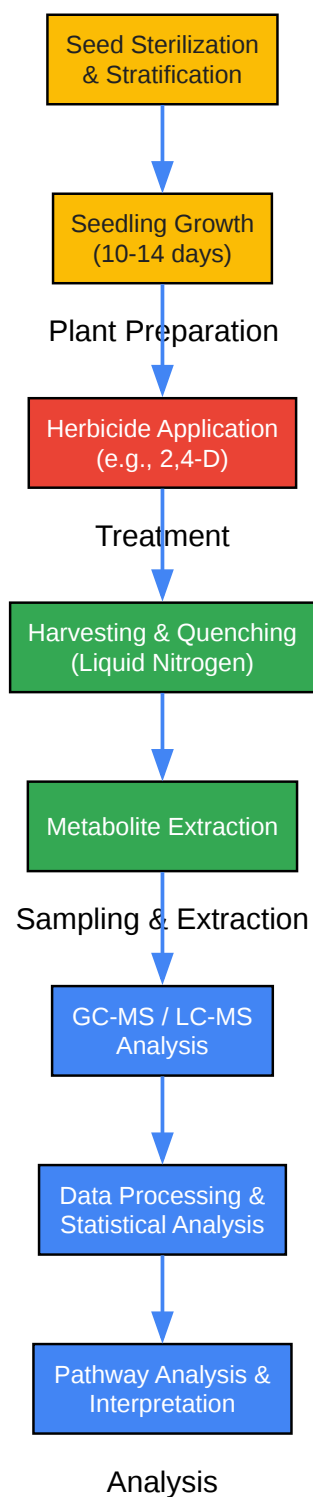 Seed Sterilization
& Stratification
Seedling Growth
(10-14 days)
Plant Preparation
Herbicide Application
(e.g., 2,4-D)
Treatment
Harvesting & Quenching
(Liquid Nitrogen)
Metabolite Extraction
Sampling & Extraction
GC-MS / LC-MS
Analysis
Data Processing &
Statistical Analysis
Pathway Analysis &
Interpretation
Analysis